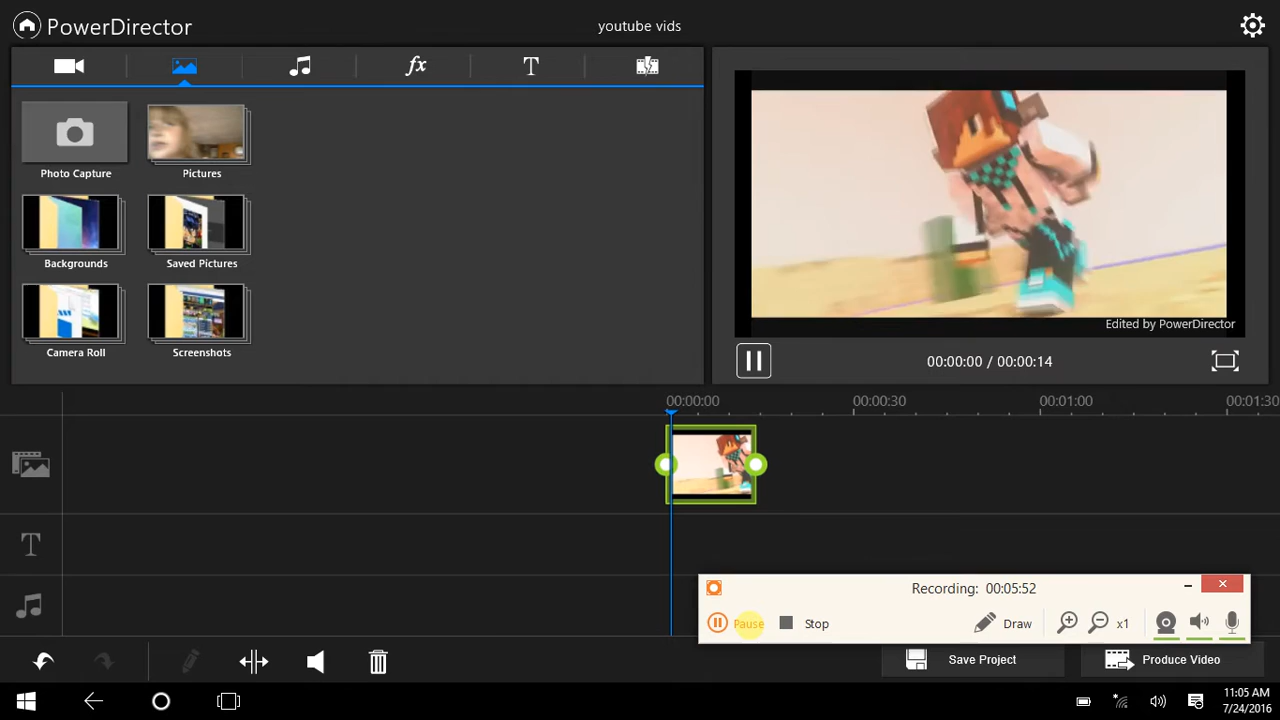 PowerDirector
youtube vids
fx
T
Photo Capture
Pictures
Backgrounds
Saved Pictures
Camera Roll
Screenshots
Edited by PowerDirector
00:00:00 / 00:00:14
00:00:00
00:00:30
00:01:00
00:01:30
T
Recording: 00:05:52
Pause
Stop
Draw
x1
Save Project
Produce Video
11:05 AM
7/24/2016